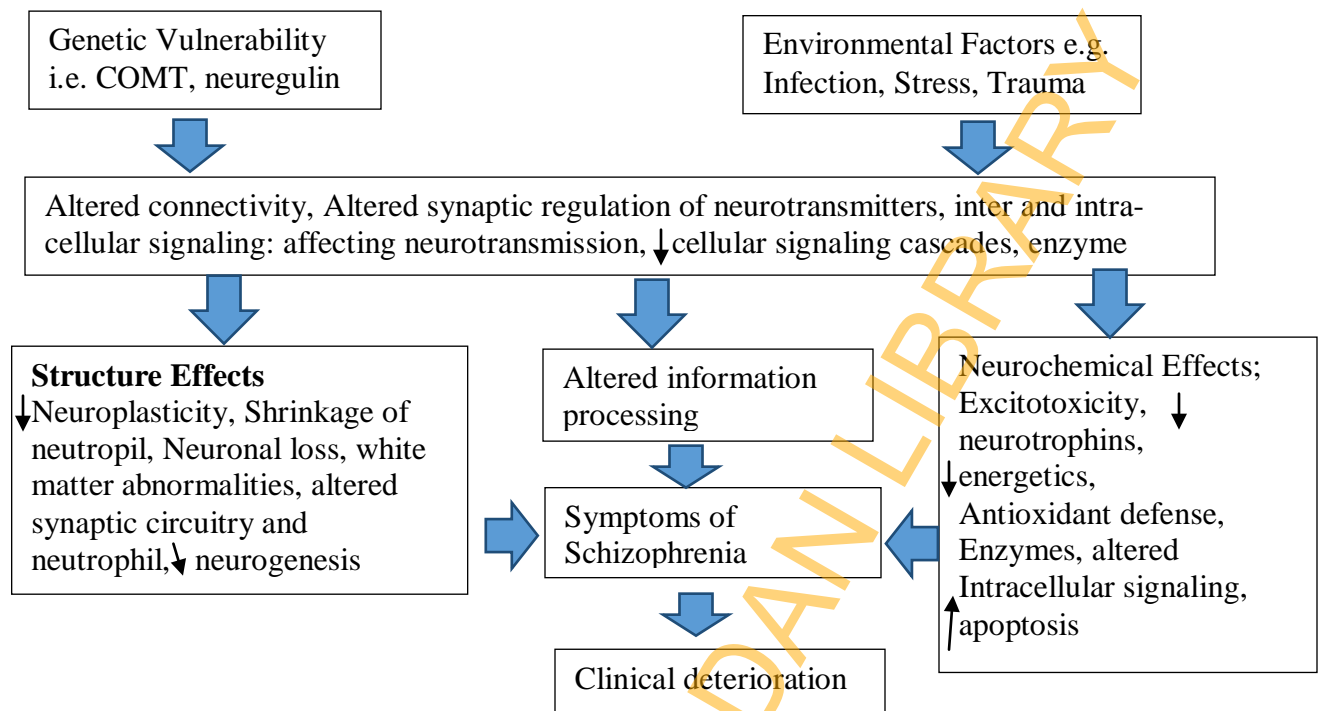 Genetic Vulnerability
i.e. COMT, neuregulin
Environmental Factors e.g.
Infection, Stress, Trauma
Altered connectivity, Altered synaptic regulation of neurotransmitters, inter and intra-
cellular signaling: affecting neurotransmission, ↓ cellular signaling cascades, enzyme
Structure Effects
↓Neuroplasticity, Shrinkage of
neutropil, Neuronal loss, white
matter abnormalities, altered
synaptic circuitry and
neutrophil,↘ neurogenesis
Altered information
processing
Neurochemical Effects;
Excitotoxicity, ↓
neurotrophins,
↓energetics,
Antioxidant defense,
Enzymes, altered
Intracellular signaling,
↑apoptosis
Symptoms of
Schizophrenia
Clinical deterioration
DAN LIBRARY